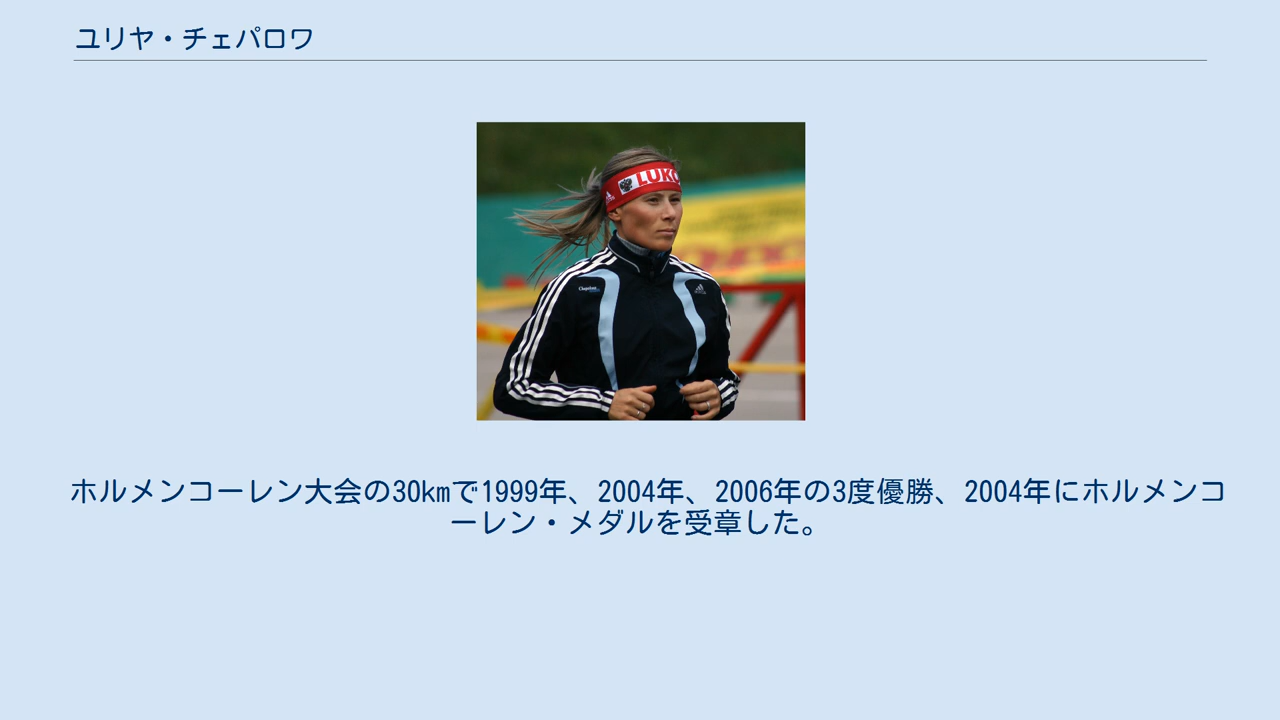 ユリヤ・チェパロワ
LUKO
ホルメンコーレン大会の30kmで1999年、2004年、2006年の3度優勝、2004年にホルメンコ
ーレン・メダルを受章した。